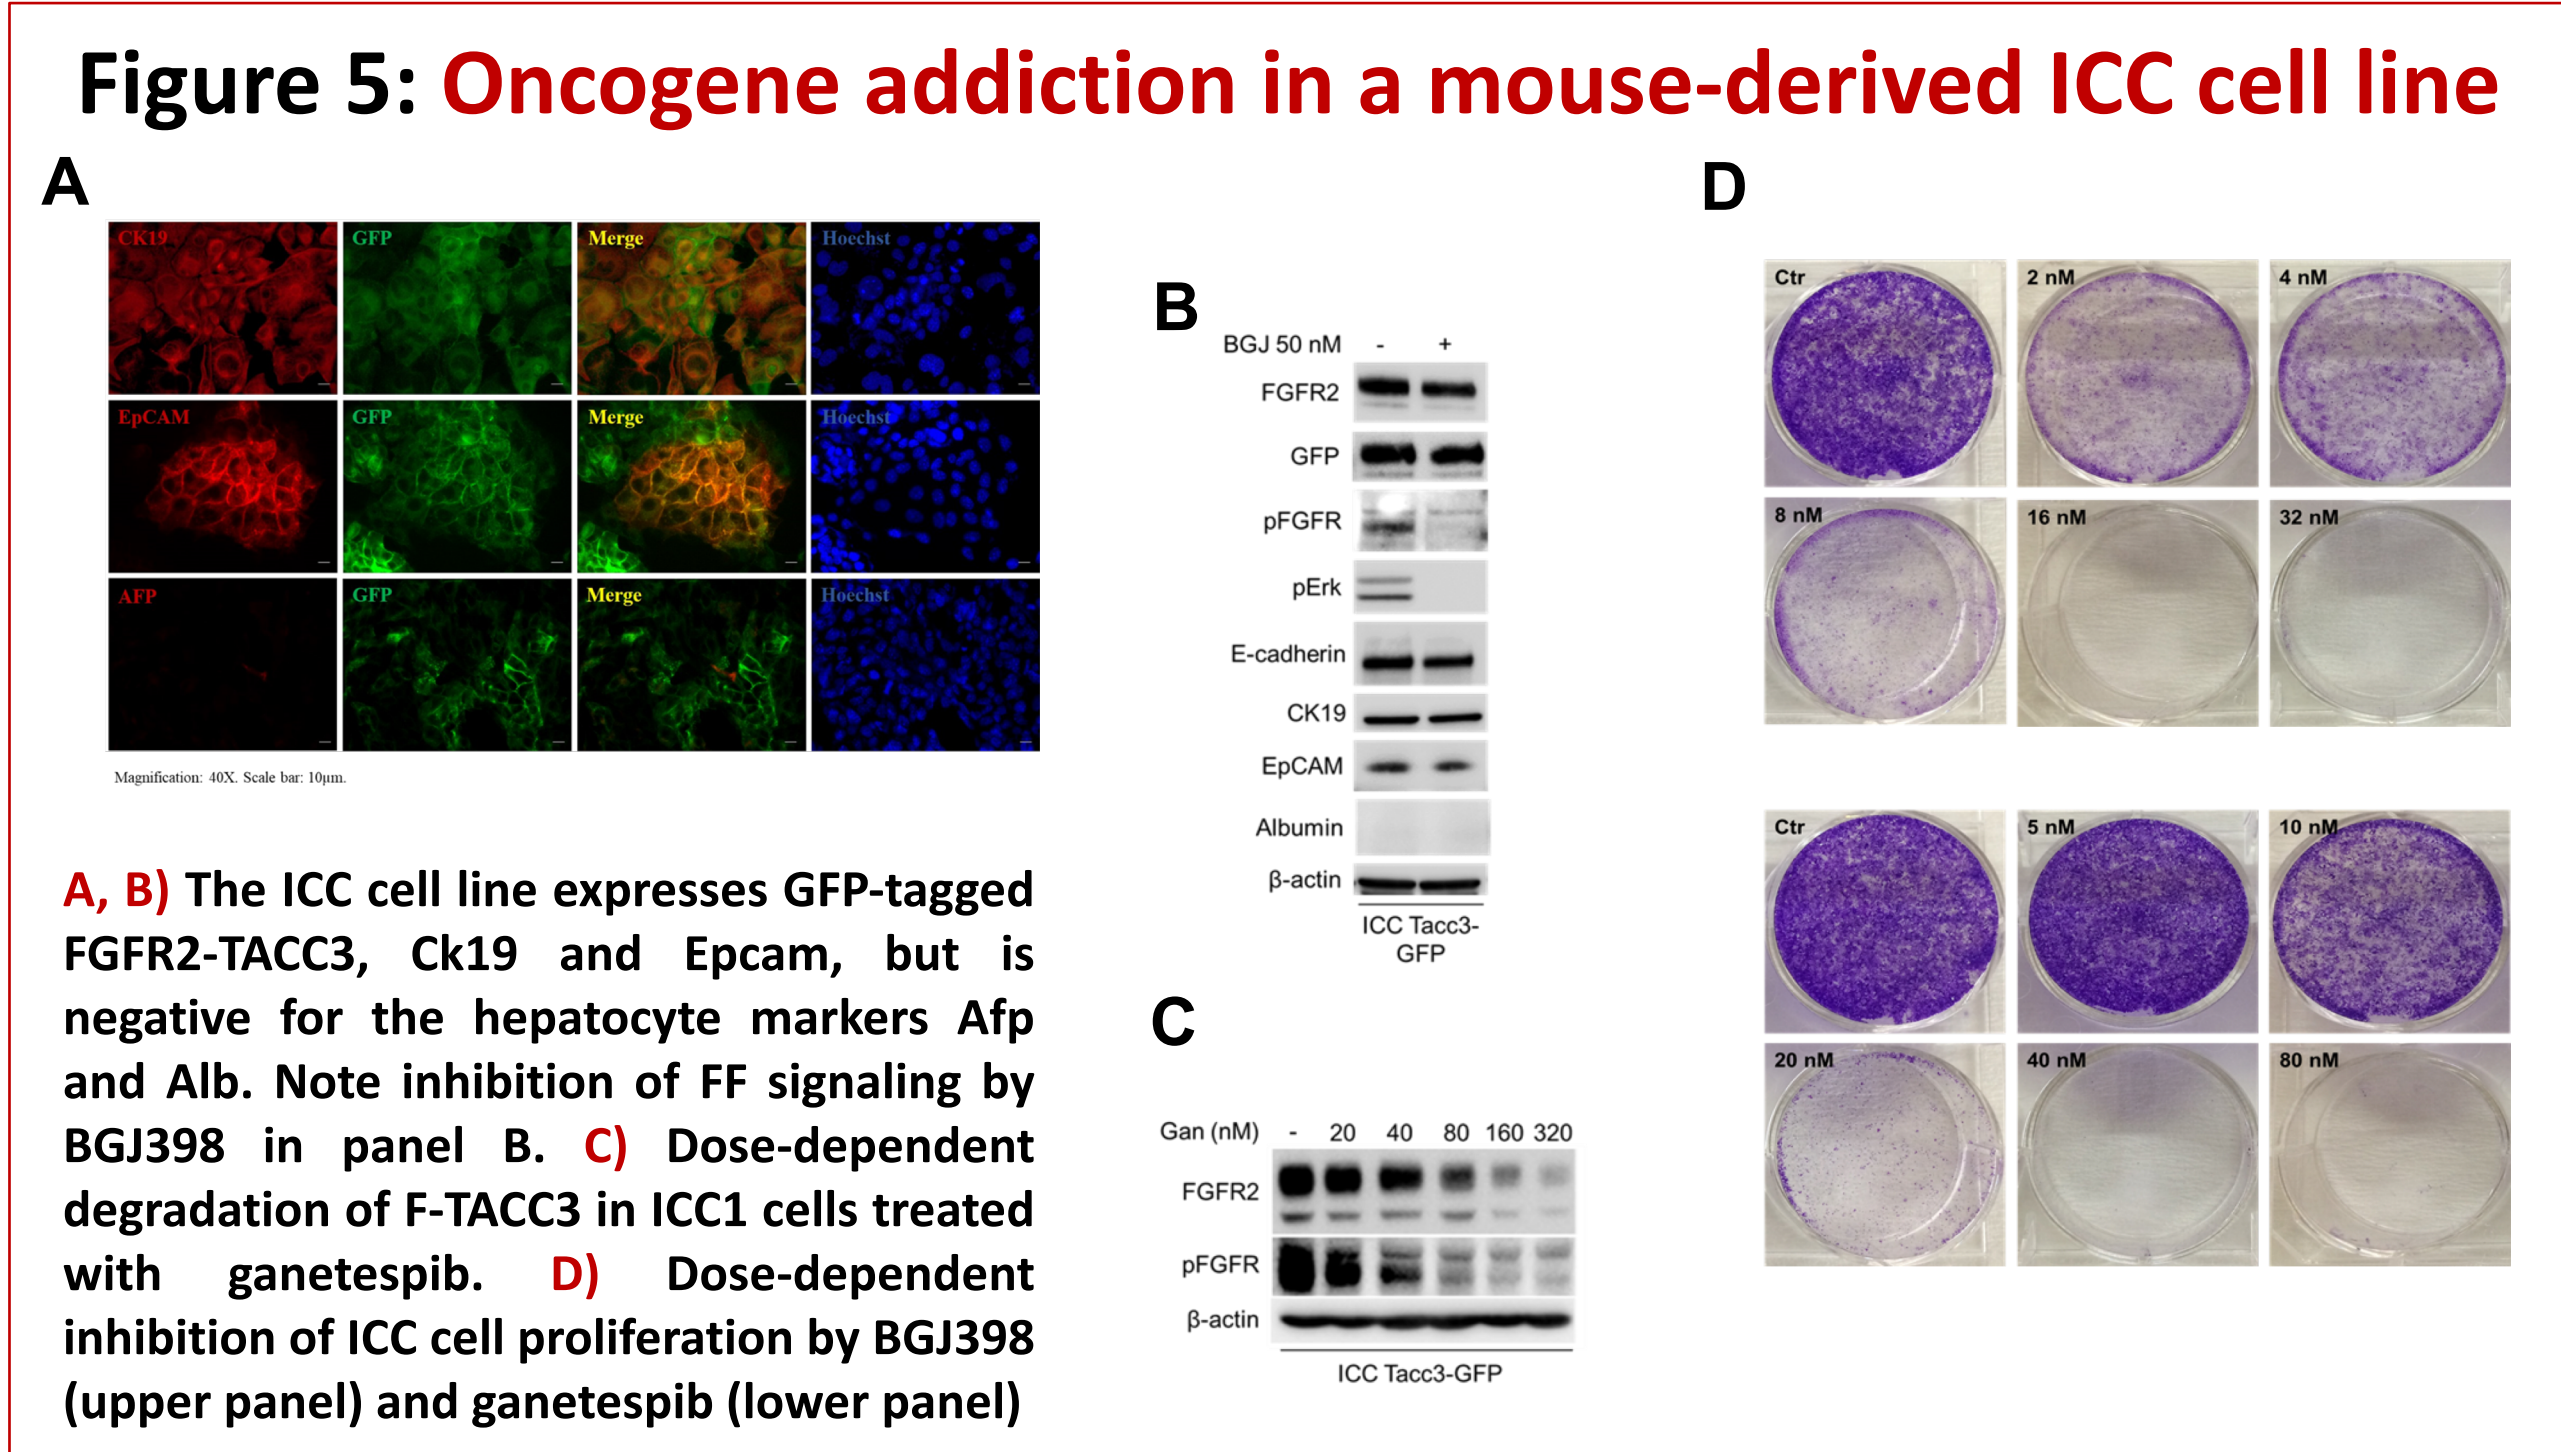 Figure 5: Oncogene addiction in a mouse-derived ICC cell line
A
CK19 GFP Merge Hoechst
EpCAM GFP Merge Hoechst
AFP GFP Merge Hoechst
Magnification: 40X. Scale bar: 10µm.
A, B) The ICC cell line expresses GFP-tagged
FGFR2-TACC3, Ck19 and Epcam, but is
negative for the hepatocyte markers Afp
and Alb. Note inhibition of FF signaling by
BGJ398 in panel B. C) Dose-dependent
degradation of F-TACC3 in ICC1 cells treated
with ganetespib. D) Dose-dependent
inhibition of ICC cell proliferation by BGJ398
(upper panel) and ganetespib (lower panel)
B
BGJ 50 nM - +
FGFR2
GFP
pFGFR
pErk
E-cadherin
CK19
EpCAM
Albumin
β-actin
ICC Tacc3-
GFP
C
Gan (nM) - 20 40 80 160 320
FGFR2
pFGFR
β-actin
ICC Tacc3-GFP
D
Ctr 2 nM 4 nM
8 nM 16 nM 32 nM
Ctr 5 nM 10 nM
20 nM 40 nM 80 nM